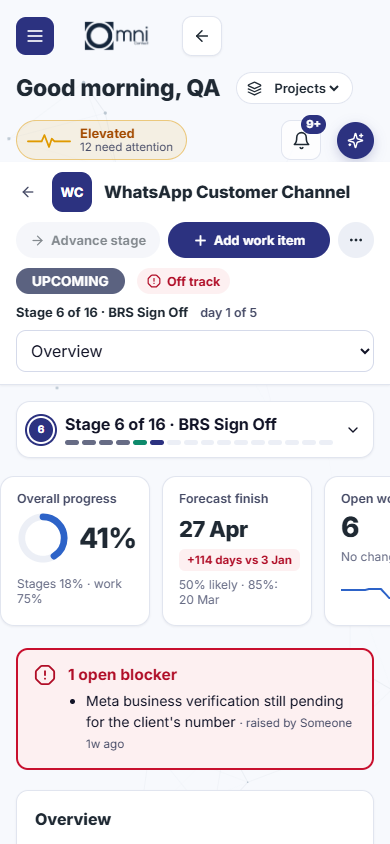 Omni
Good morning, QA
Projects
Elevated
12 need attention
9+
WC
WhatsApp Customer Channel
Advance stage
Add work item
UPCOMING
Off track
Stage 6 of 16 · BRS Sign Off day 1 of 5
Overview
6
Stage 6 of 16 · BRS Sign Off
Overall progress
41%
Stages 18% · work
75%
Forecast finish
27 Apr
+114 days vs 3 Jan
50% likely · 85%:
20 Mar
Open wo
6
No chan
1 open blocker
• Meta business verification still pending
for the client's number · raised by Someone
1w ago
Overview